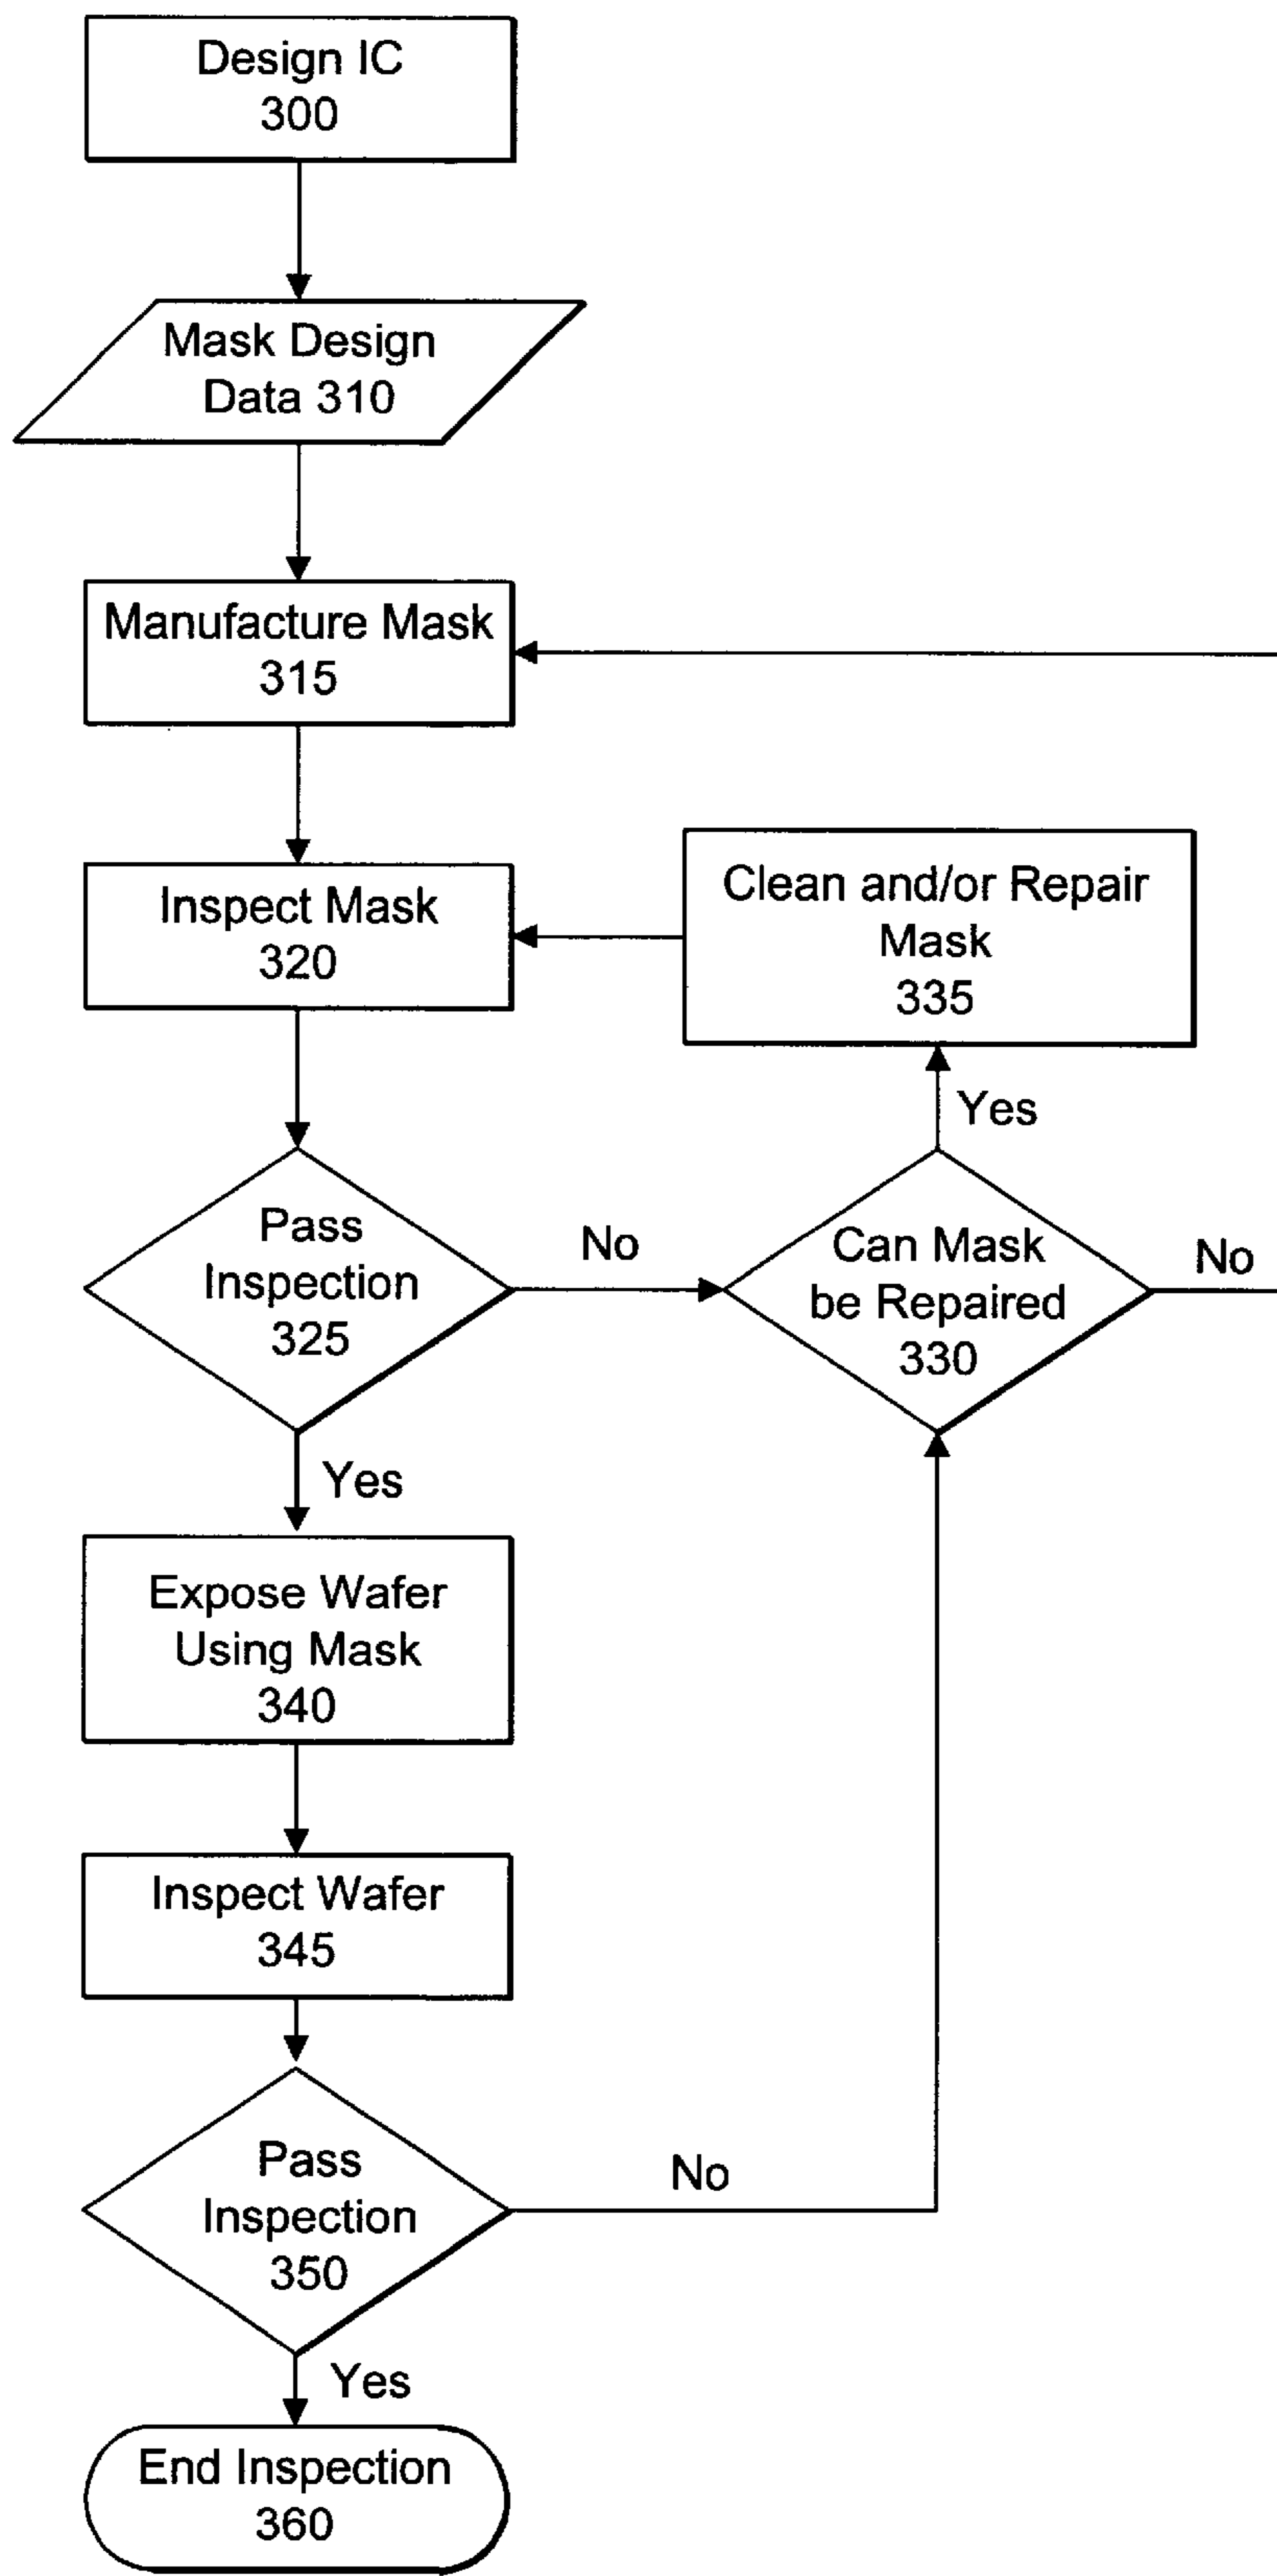 Design IC
300
Mask Design
Data 310
Manufacture Mask
315
Inspect Mask
320
Clean and/or Repair
Mask
335
Yes
Pass
Inspection
325
No
Can Mask
be Repaired
330
No
Yes
Expose Wafer
Using Mask
340
Inspect Wafer
345
Pass
Inspection
350
No
Yes
End Inspection
360